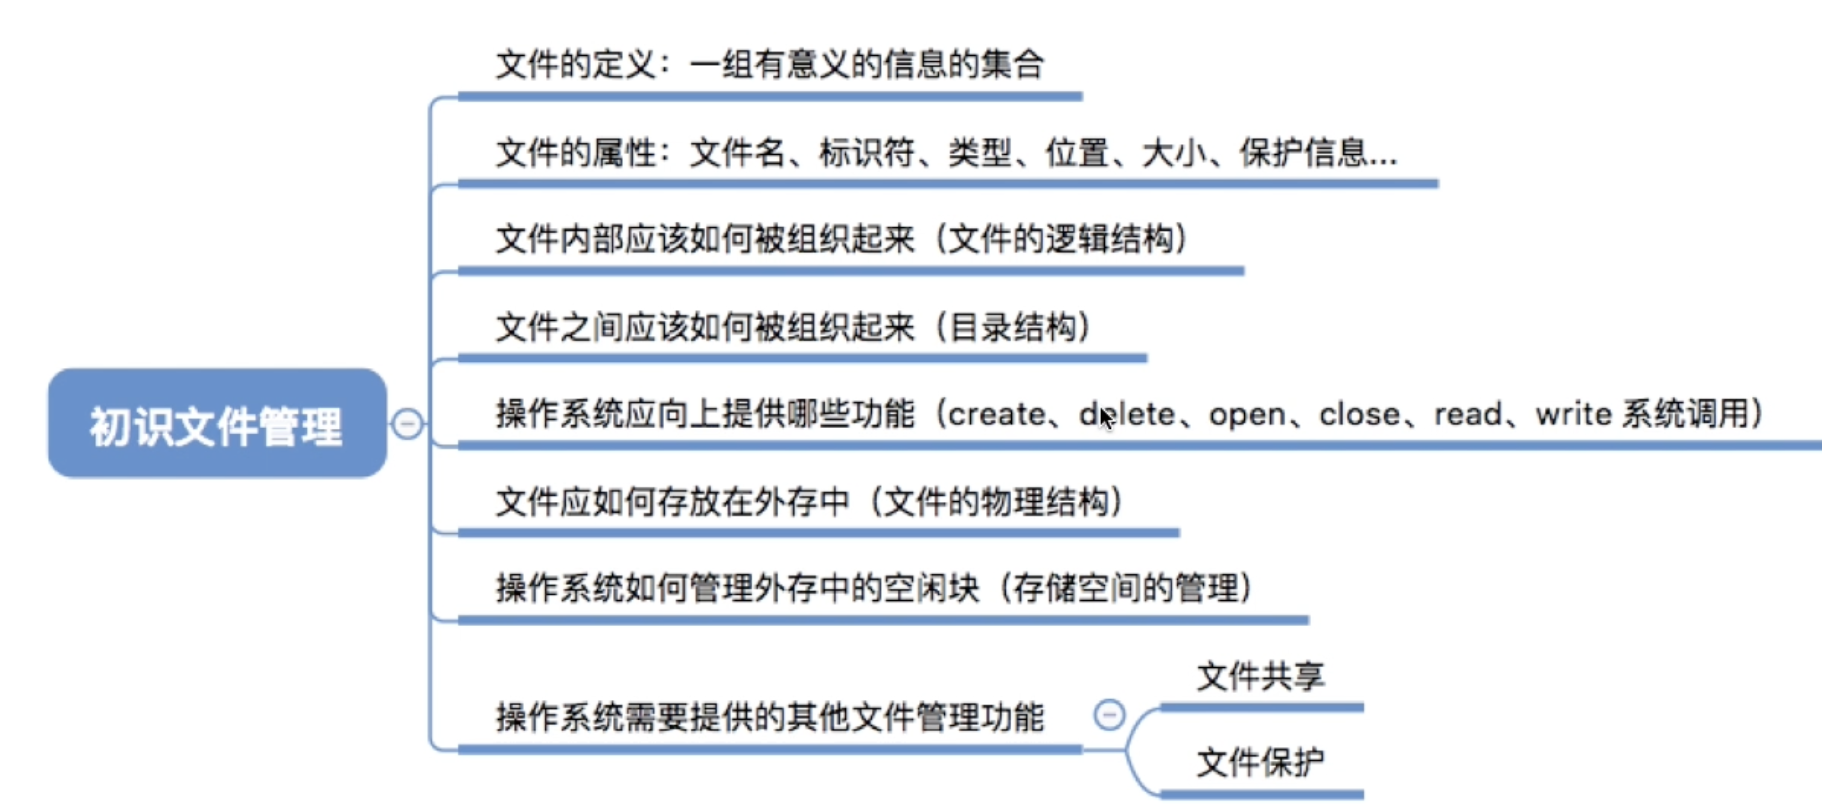 文件的定义：一组有意义的信息的集合
文件的属性：文件名、标识符、类型、位置、大小、保护信息...
文件内部应该如何被组织起来（文件的逻辑结构）
文件之间应该如何被组织起来（目录结构）
初识文件管理
操作系统应向上提供哪些功能（create、delete、open、close、read、write 系统调用）
文件应如何存放在外存中（文件的物理结构）
操作系统如何管理外存中的空闲块（存储空间的管理）
操作系统需要提供的其他文件管理功能
文件共享
文件保护